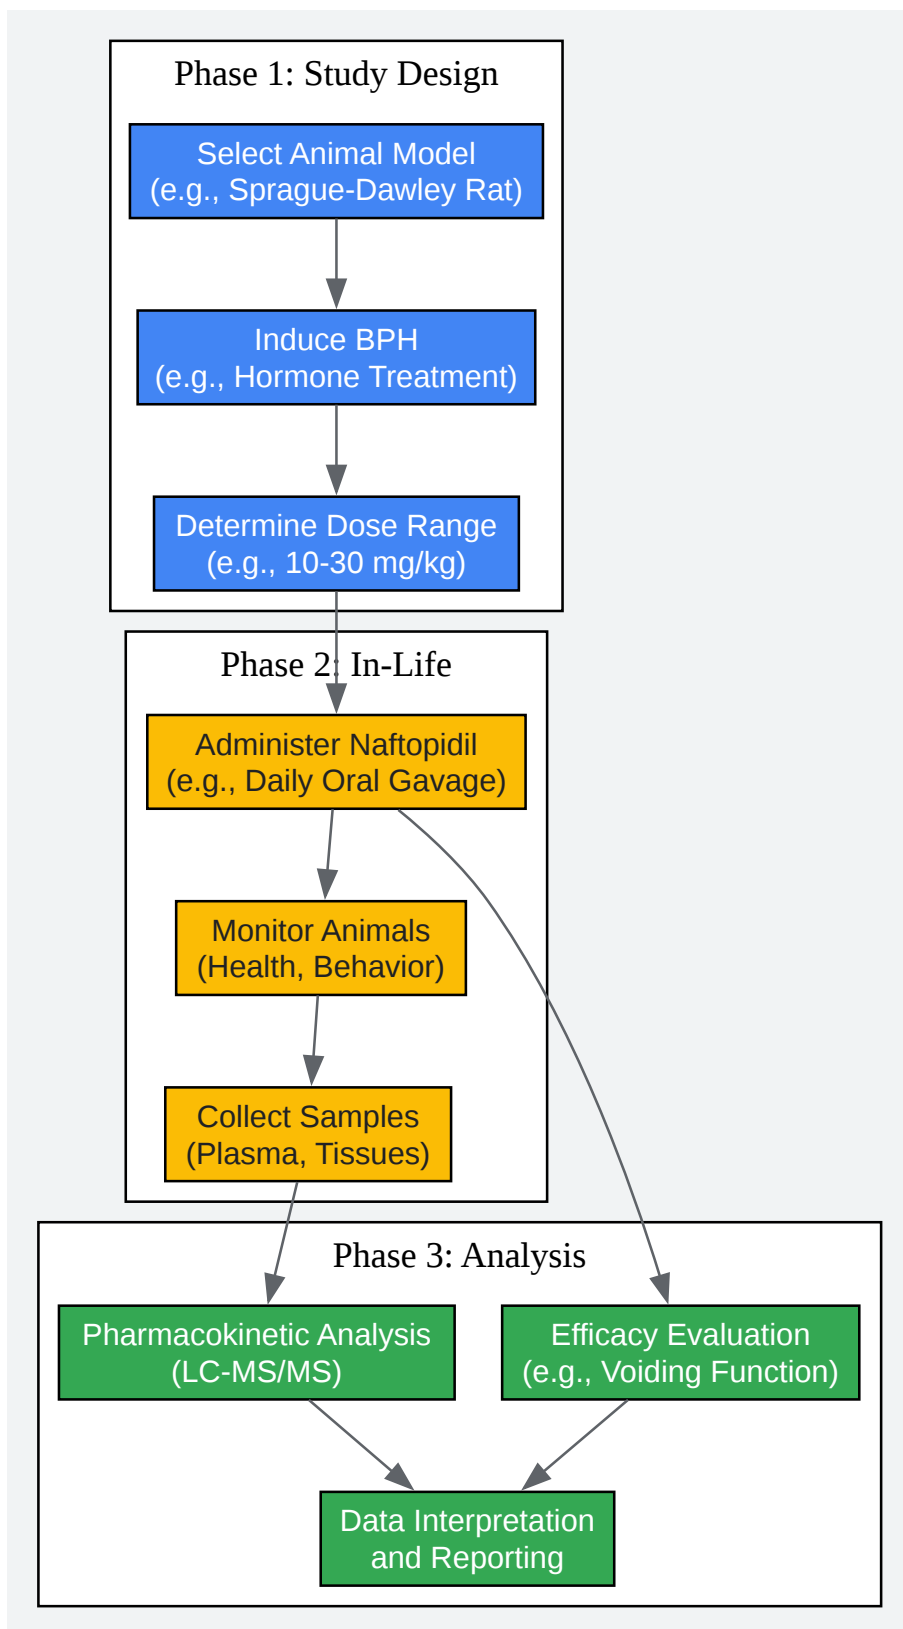 Phase 1: Study Design
Select Animal Model
(e.g., Sprague-Dawley Rat)
Induce BPH
(e.g., Hormone Treatment)
Determine Dose Range
(e.g., 10-30 mg/kg)
Phase 2: In-Life
Administer Naftopidil
(e.g., Daily Oral Gavage)
Monitor Animals
(Health, Behavior)
Collect Samples
(Plasma, Tissues)
Phase 3: Analysis
Pharmacokinetic Analysis
(LC-MS/MS)
Efficacy Evaluation
(e.g., Voiding Function)
Data Interpretation
and Reporting